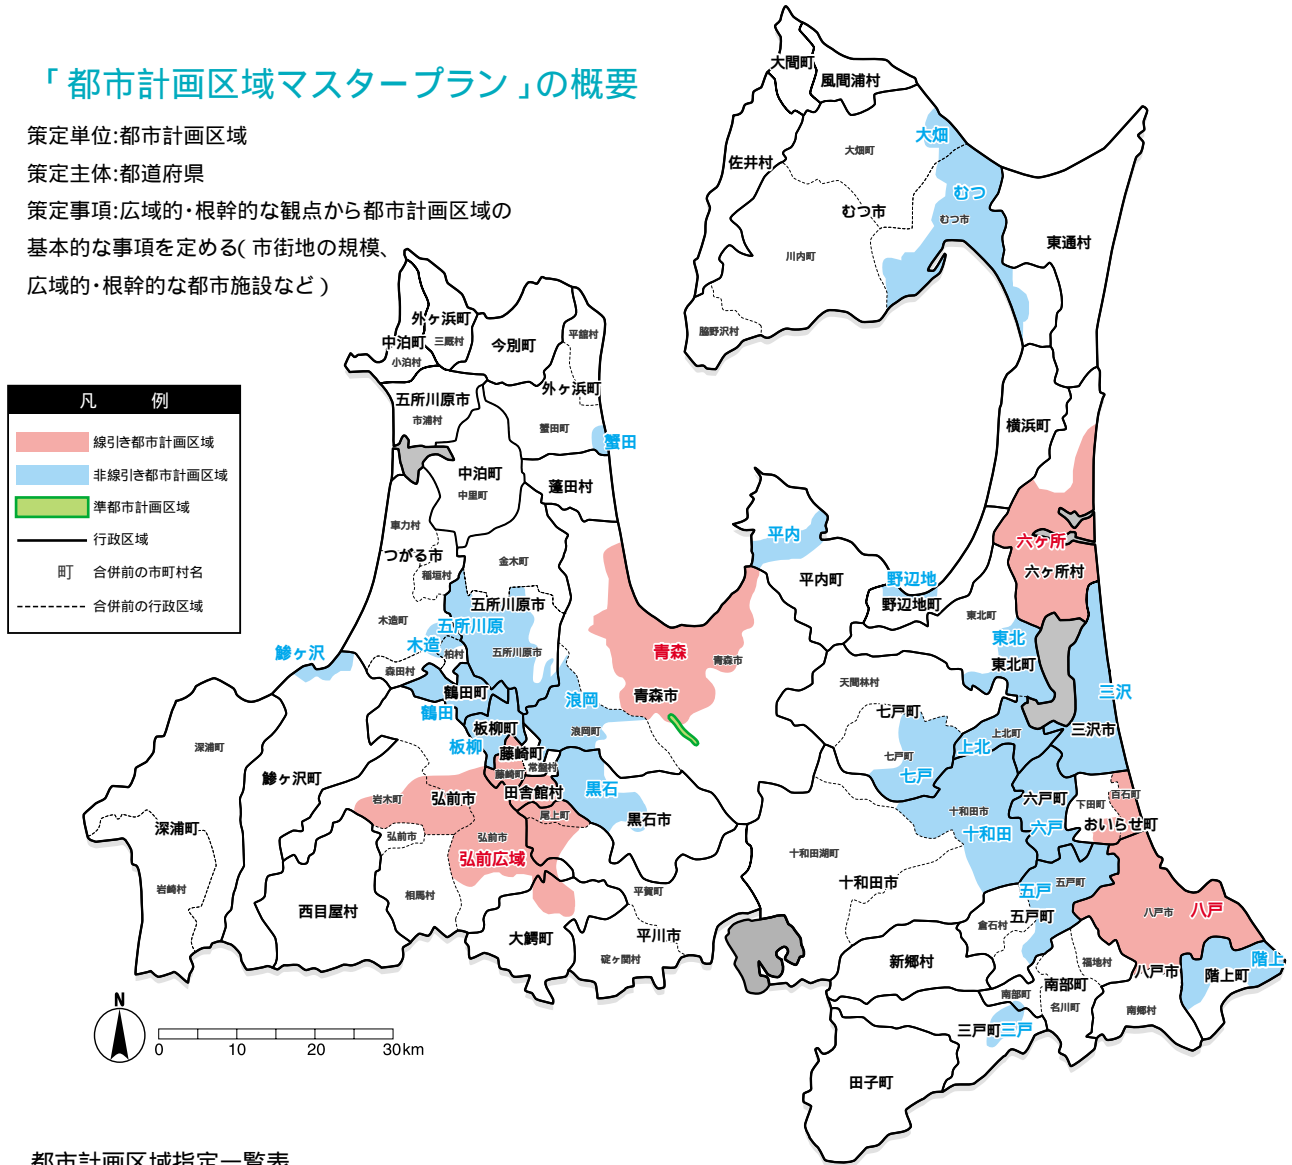 「都市計画区域マスタープラン」の概要
策定単位:都市計画区域
策定主体:都道府県
策定事項:広域的・根幹的な観点から都市計画区域の
基本的な事項を定める(市街地の規模、
広域的・根幹的な都市施設など)
凡 例
線引き都市計画区域
非線引き都市計画区域
準都市計画区域
行政区域
町 合併前の市町村名
合併前の行政区域
大間町
風間浦村
大畑
大畑町
佐井村
むつ
むつ市
むつ市
東通村
川内町
脇野沢村
外ヶ浜町
三厩村
中泊町
小泊村
今別町
平舘村
外ヶ浜町
五所川原市
市浦村
蟹田町
蟹田
横浜町
中泊町
中里町
蓬田村
車力村
つがる市
稲垣村
金木町
平内
平内町
六ヶ所
六ヶ所村
野辺地
野辺地町
五所川原市
五所川原
木造町
木造
柏村
五所川原市
東北町
東北
東北町
鰺ヶ沢
森田村
青森
青森市
青森市
天間林村
三沢
三沢市
鶴田町
鶴田
浪岡
浪岡町
七戸町
板柳町
板柳
上北町
上北
深浦町
藤崎町
藤崎町
常盤村
七戸町
七戸
鰺ヶ沢町
田舎館村
黒石
黒石市
六戸町
六戸
下田町
百石町
おいらせ町
岩木町
弘前市
弘前市
弘前市
尾上町
十和田市
十和田
深浦町
弘前広域
十和田湖町
十和田市
岩崎村
相馬村
平賀町
五戸
五戸町
五戸町
倉石村
八戸市
八戸
西目屋村
大鰐町
平川市
碇ヶ関村
新郷村
福地村
八戸市
階上
階上町
南部町
南部町
名川町
南郷村
三戸町
三戸
田子町
N
0 10 20 30km
都市計画区域指定一覧表